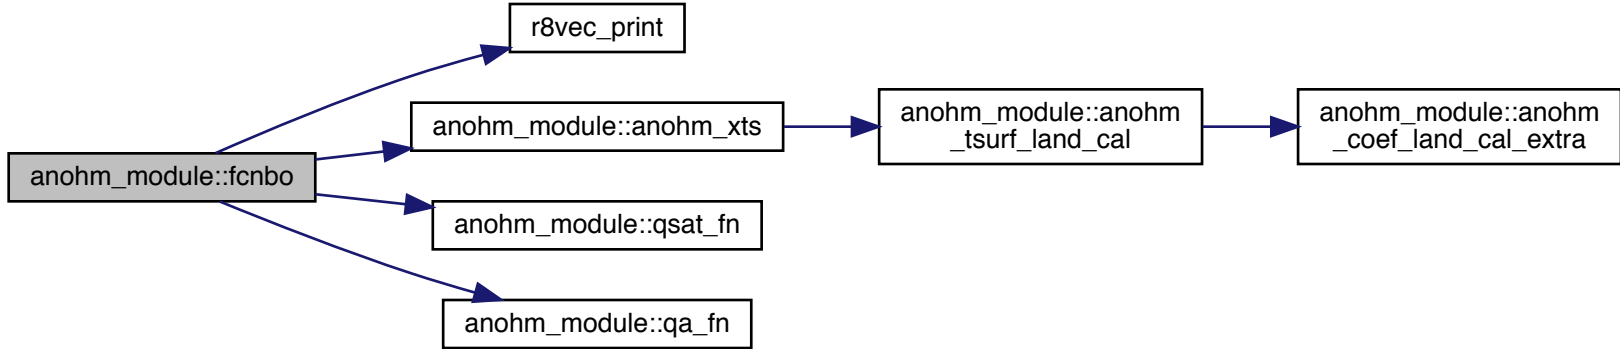 r8vec_print
anohm_module::fcnbo
anohm_module::anohm_xts
anohm_module::anohm
_tsurf_land_cal
anohm_module::anohm
_coef_land_cal_extra
anohm_module::qsat_fn
anohm_module::qa_fn